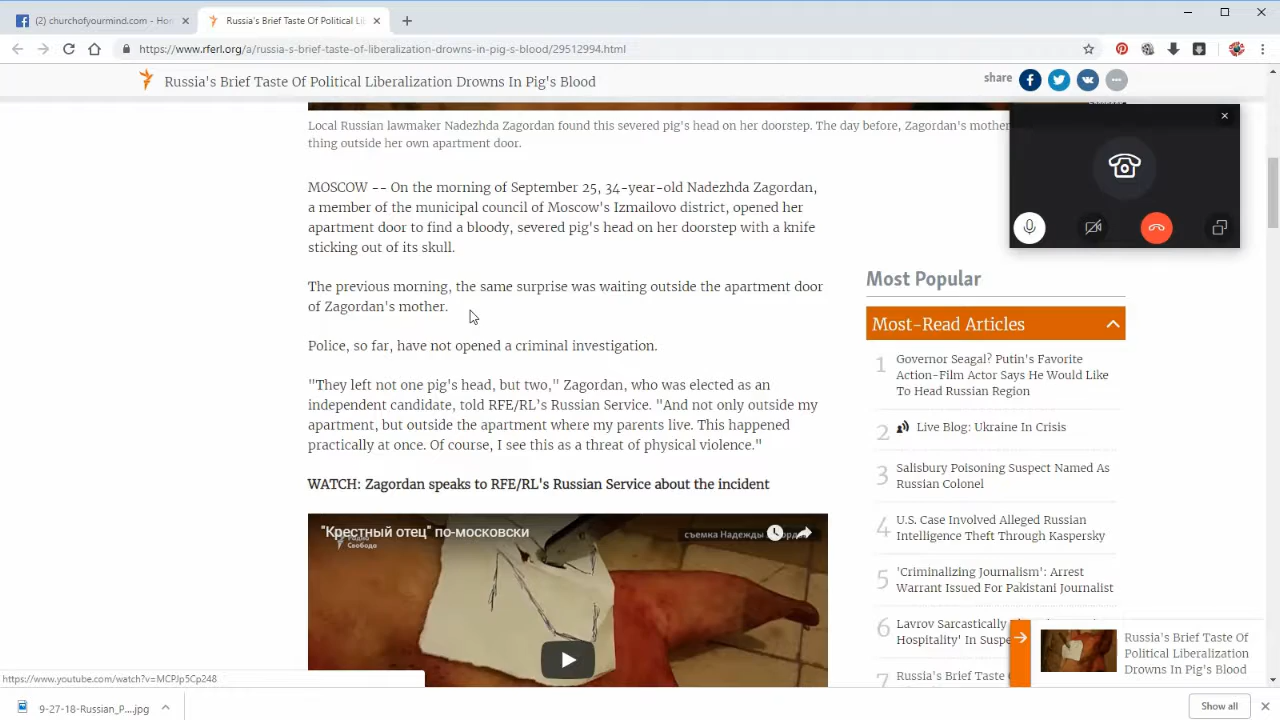 (2) churchofyourmind.com - Hom
Russia's Brief Taste Of Political Li
https://www.rferl.org/a/russia-s-brief-taste-of-liberalization-drowns-in-pig-s-blood/29512994.html
Russia's Brief Taste Of Political Liberalization Drowns In Pig's Blood
share
Local Russian lawmaker Nadezhda Zagordan found this severed pig's head on her doorstep. The day before, Zagordan's mother
thing outside her own apartment door.
MOSCOW -- On the morning of September 25, 34-year-old Nadezhda Zagordan,
a member of the municipal council of Moscow's Izmailovo district, opened her
apartment door to find a bloody, severed pig's head on her doorstep with a knife
sticking out of its skull.
The previous morning, the same surprise was waiting outside the apartment door
of Zagordan's mother.
Police, so far, have not opened a criminal investigation.
"They left not one pig's head, but two," Zagordan, who was elected as an
independent candidate, told RFE/RL's Russian Service. "And not only outside my
apartment, but outside the apartment where my parents live. This happened
practically at once. Of course, I see this as a threat of physical violence."
WATCH: Zagordan speaks to RFE/RL's Russian Service about the incident
"Крестный отец" по-московски
Радио
Свобода
съемка Надежды
Most Popular
Most-Read Articles
1 Governor Seagal? Putin's Favorite
Action-Film Actor Says He Would Like
To Head Russian Region
2 Live Blog: Ukraine In Crisis
3 Salisbury Poisoning Suspect Named As
Russian Colonel
4 U.S. Case Involved Alleged Russian
Intelligence Theft Through Kaspersky
5 'Criminalizing Journalism': Arrest
Warrant Issued For Pakistani Journalist
6 Lavrov Sarcastically
Hospitality' In
7 Russia's Brief Taste
Russia's Brief Taste Of
Political Liberalization
Drowns In Pig's Blood
https://www.youtube.com/watch?v=MCPJp5Cp248
9-27-18-Russian_P....jpg
Show all